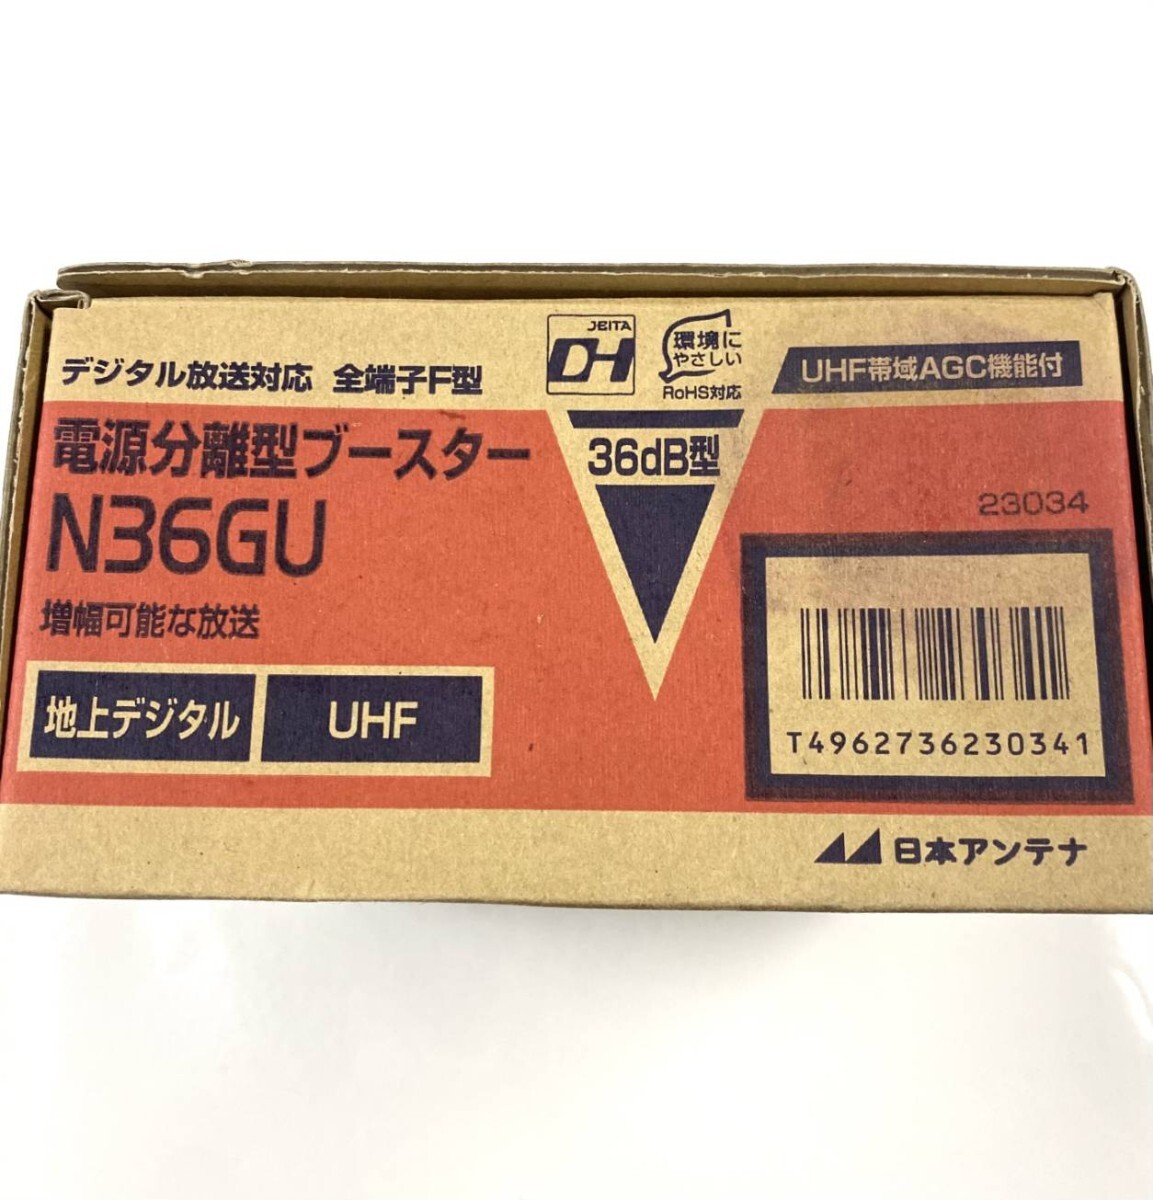 デジタル放送対応 全端子F型
JEITA
DH
環境に
やさしい
RoHS対応
UHF帯域AGC機能付
電源分離型ブースター
N36GU
増幅可能な放送
地上デジタル
UHF
36dB型
23034
T4962736230341
日本アンテナ